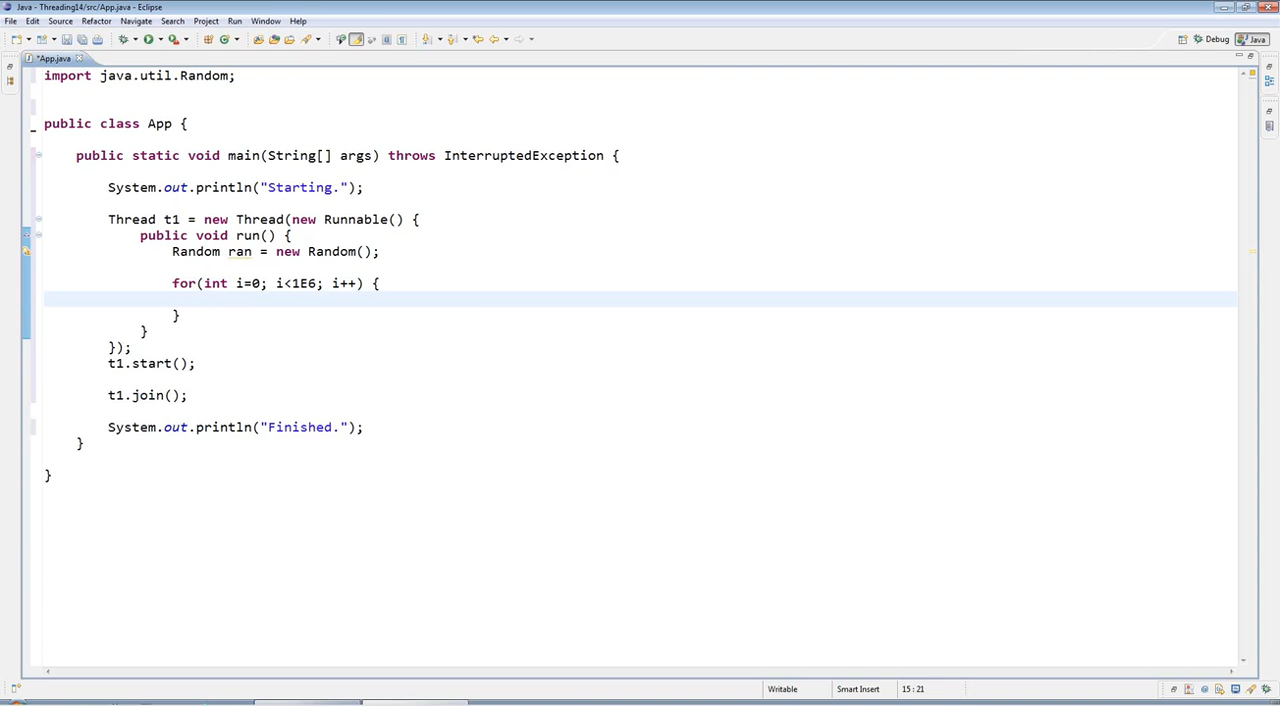 Java - Threading14/src/App.java - Eclipse
File Edit Source Refactor Navigate Search Project Run Window Help
Debug Java
*App.java
import java.util.Random;
public class App {
public static void main(String[] args) throws InterruptedException {
System.out.println("Starting.");
Thread t1 = new Thread(new Runnable() {
public void run() {
Random ran = new Random();
for(int i=0; i<1E6; i++) {
}
}
});
t1.start();
t1.join();
System.out.println("Finished.");
}
}
Writable Smart Insert 15 : 21